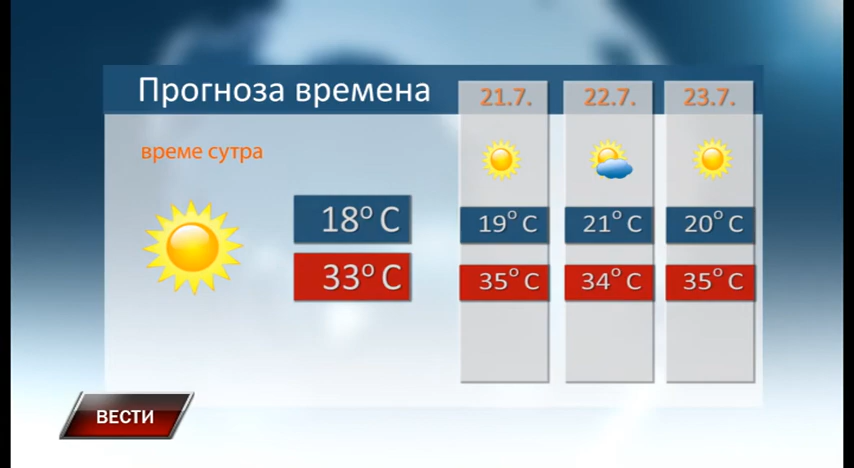 Прогноза времена
време сутра
18° C
33° C
21.7. 22.7. 23.7.
19° C 21° C 20° C
35° C 34° C 35° C
ВЕСТИ